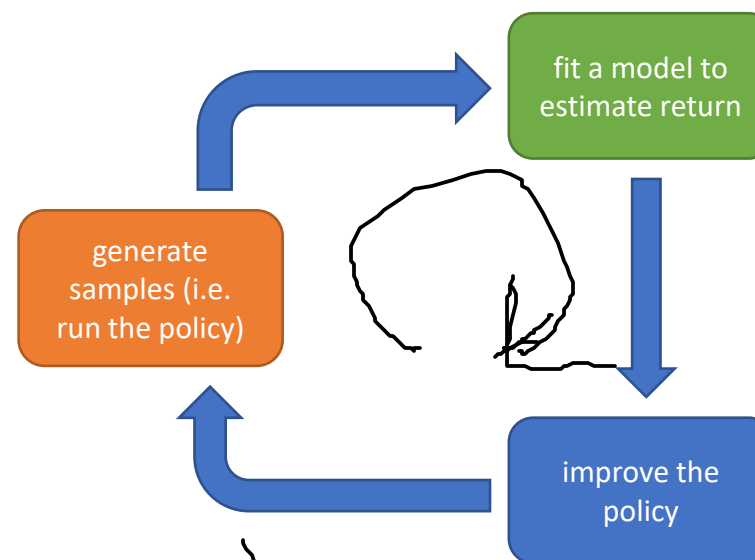 fit a model to
estimate return
generate
samples (i.e.
run the policy)
improve the
policy